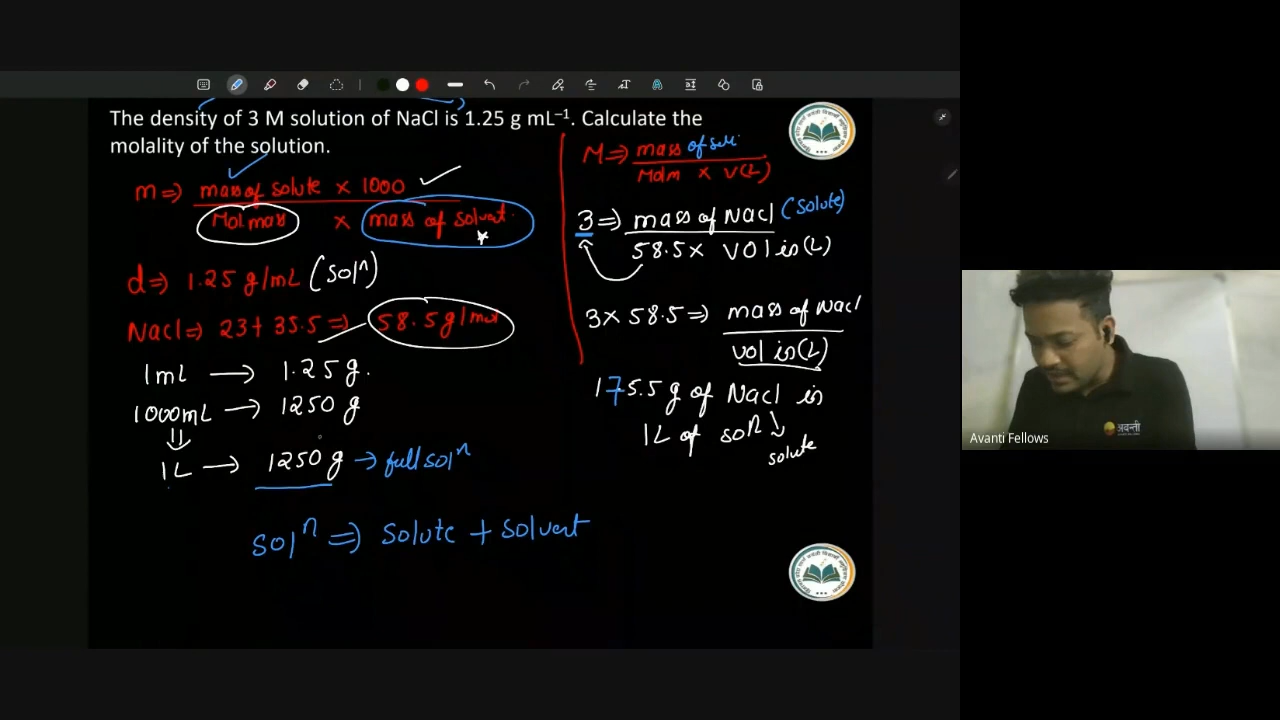 The density of 3 M solution of NaCl is 1.25 g mL⁻¹. Calculate the
molality of the solution.
m => mass of solute × 1000
Mol mass × mass of solvent
d => 1.25 g/mL (solⁿ)
Nacl => 23 + 35.5 => 58.5 g/mol
1mL → 1.25 g.
1000mL → 1250 g
1L → 1250 g → full solⁿ
solⁿ => solute + solvent
M => mass of
Molm × V(L)
3 => mass of Nacl (solute)
58.5 × vol is (L)
3 × 58.5 => mass of Nacl
vol is (L)
175.5 g of Nacl is
1L of solⁿ
solute
अवन्ती
Avanti Fellows